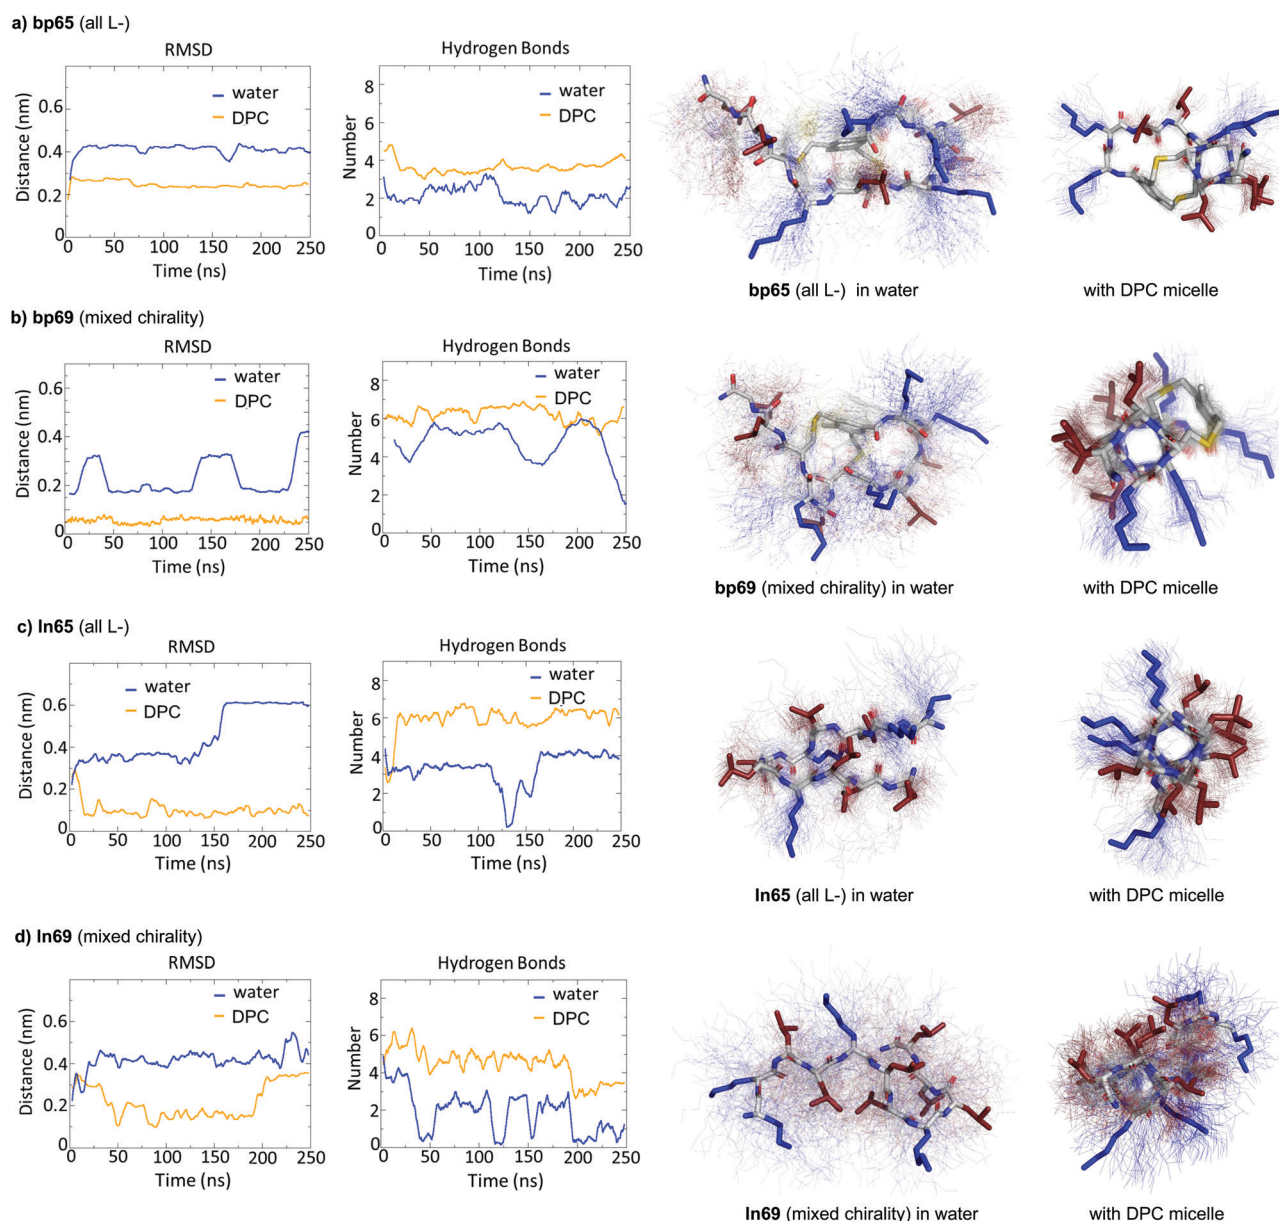 a) bp65 (all L-)
RMSD
Hydrogen Bonds
Distance (nm)
0.6
0.4
0.2
0
water
DPC
0 50 100 150 200 250
Time (ns)
Number
8
6
4
2
0
water
DPC
0 50 100 150 200 250
Time (ns)
bp65 (all L-) in water
with DPC micelle
b) bp69 (mixed chirality)
RMSD
Hydrogen Bonds
Distance (nm)
0.6
0.4
0.2
0
water
DPC
0 50 100 150 200 250
Time (ns)
Number
8
6
4
2
0
water
DPC
0 50 100 150 200 250
Time (ns)
bp69 (mixed chirality) in water
with DPC micelle
c) ln65 (all L-)
RMSD
Hydrogen Bonds
Distance (nm)
0.6
0.4
0.2
0
water
DPC
0 50 100 150 200 250
Time (ns)
Number
8
6
4
2
0
water
DPC
0 50 100 150 200 250
Time (ns)
ln65 (all L-) in water
with DPC micelle
d) ln69 (mixed chirality)
RMSD
Hydrogen Bonds
Distance (nm)
0.6
0.4
0.2
0
water
DPC
0 50 100 150 200 250
Time (ns)
Number
8
6
4
2
0
water
DPC
0 50 100 150 200 250
Time (ns)
ln69 (mixed chirality) in water
with DPC micelle